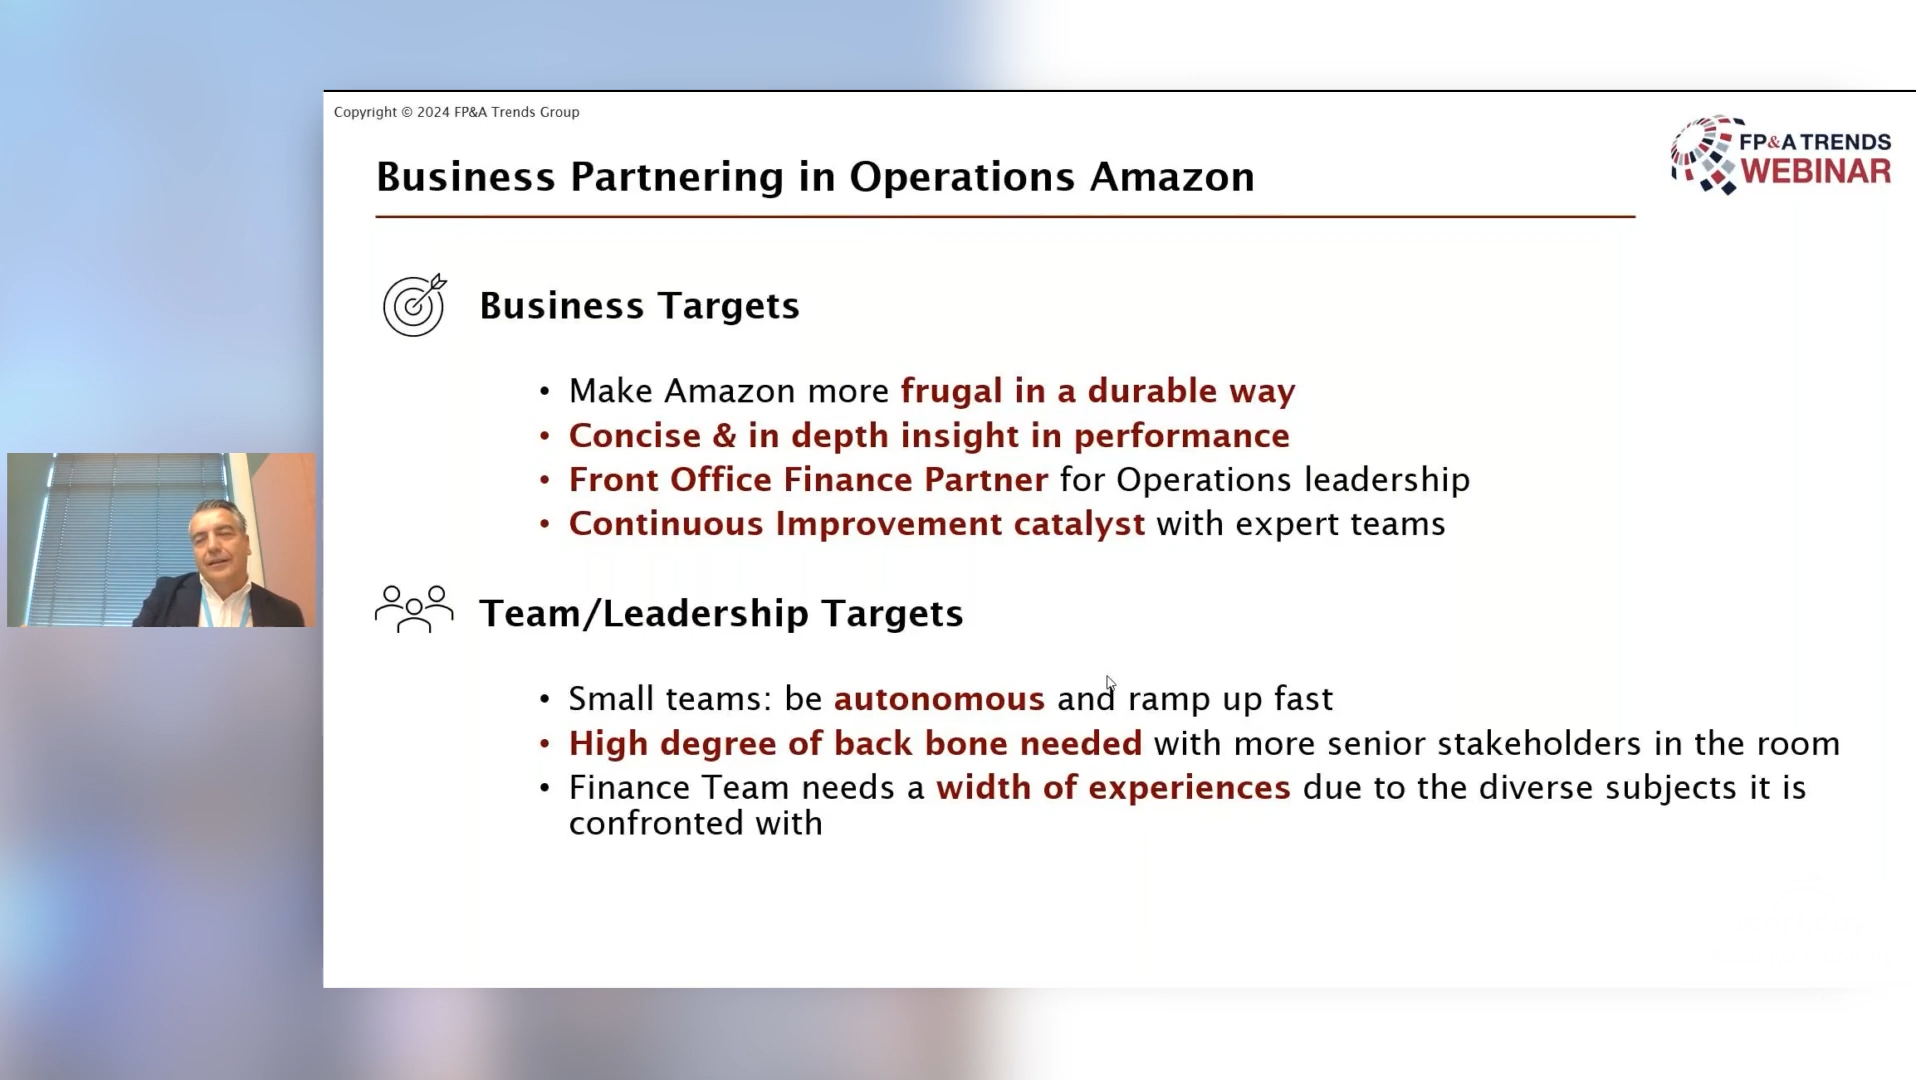 Copyright © 2024 FP&A Trends Group
FP&A TRENDS
WEBINAR
Business Partnering in Operations Amazon
Business Targets
• Make Amazon more frugal in a durable way
• Concise & in depth insight in performance
• Front Office Finance Partner for Operations leadership
• Continuous Improvement catalyst with expert teams
Team/Leadership Targets
• Small teams: be autonomous and ramp up fast
• High degree of back bone needed with more senior stakeholders in the room
• Finance Team needs a width of experiences due to the diverse subjects it is
confronted with